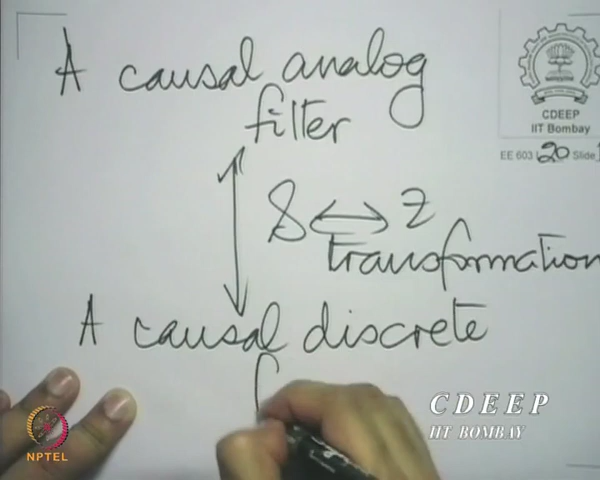 A causal analog
filter
S ⟷ z
transformation
A causal discrete
f
CDEEP
IIT Bombay
EE 603 L 20 Slide
CDEEP
IIT BOMBAY
NPTEL